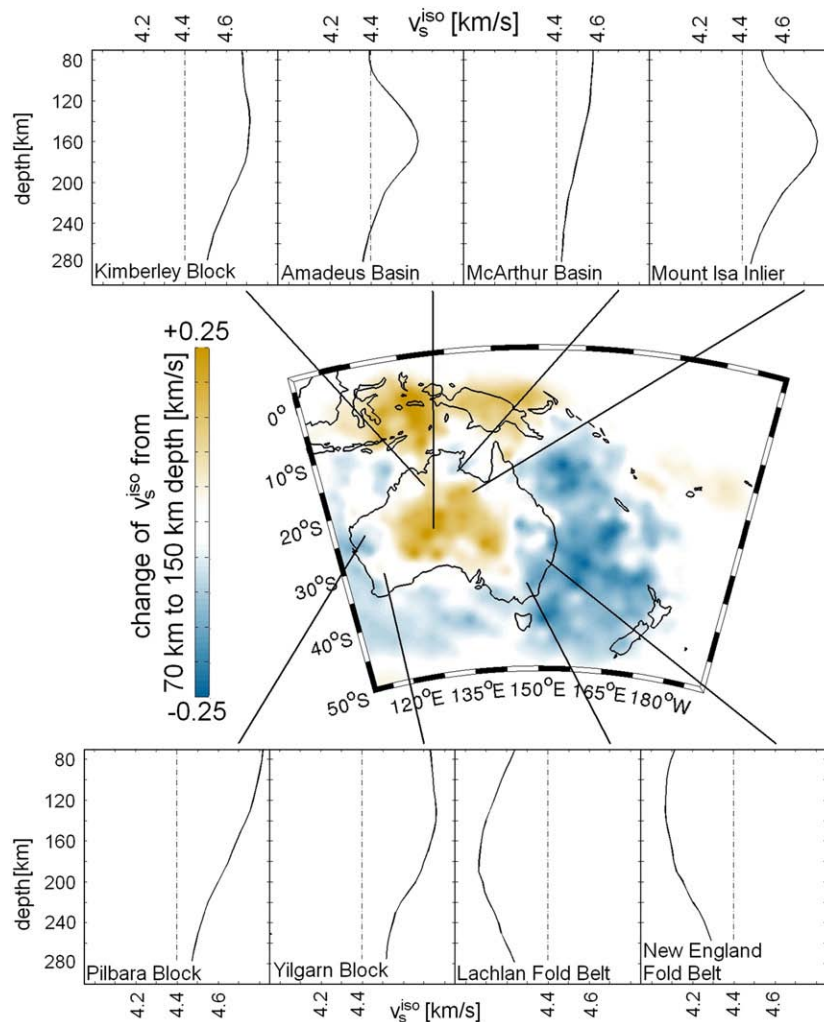 v_s^iso [km/s]
4.2 4.4 4.6 4.2 4.4 4.6 4.2 4.4 4.6 4.2 4.4 4.6
80
120
160
200
240
280
depth[km]
Kimberley Block
Amadeus Basin
McArthur Basin
Mount Isa Inlier
+0.25
-0.25
change of v_s^iso from
70 km to 150 km depth [km/s]
0°
10°S
20°S
30°S
40°S
50°S
120°E 135°E 150°E 165°E 180°W
80
120
160
200
240
280
depth[km]
Pilbara Block
Yilgarn Block
Lachlan Fold Belt
New England
Fold Belt
4.2 4.4 4.6 4.2 4.4 4.6 4.2 4.4 4.6 4.2 4.4 4.6
v_s^iso [km/s]